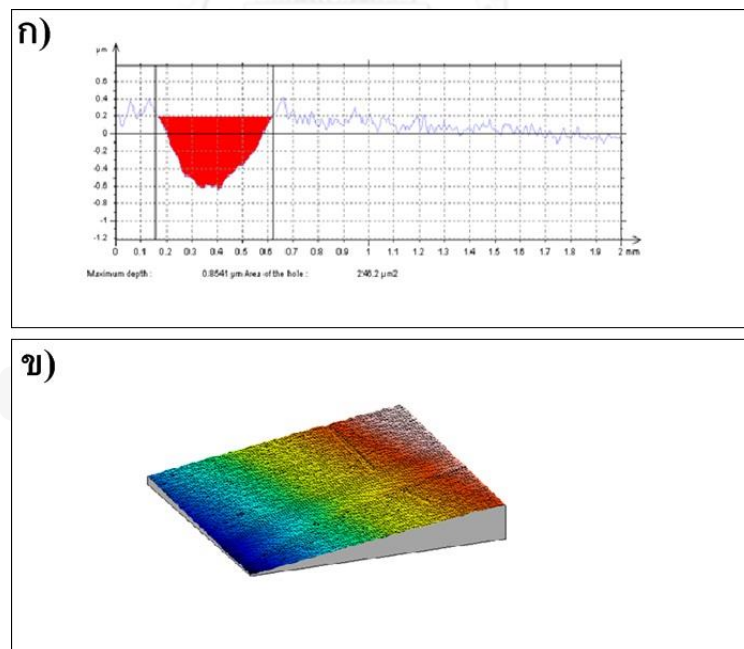 ก)
µm
0.6
0.4
0.2
0
-0.2
-0.4
-0.6
-0.8
-1
-1.2
0 0.1 0.2 0.3 0.4 0.5 0.6 0.7 0.8 0.9 1 1.1 1.2 1.3 1.4 1.5 1.6 1.7 1.8 1.9 2 mm
Maximum depth : 0.8541 µm Area of the hole : 246.2 µm2
ข)